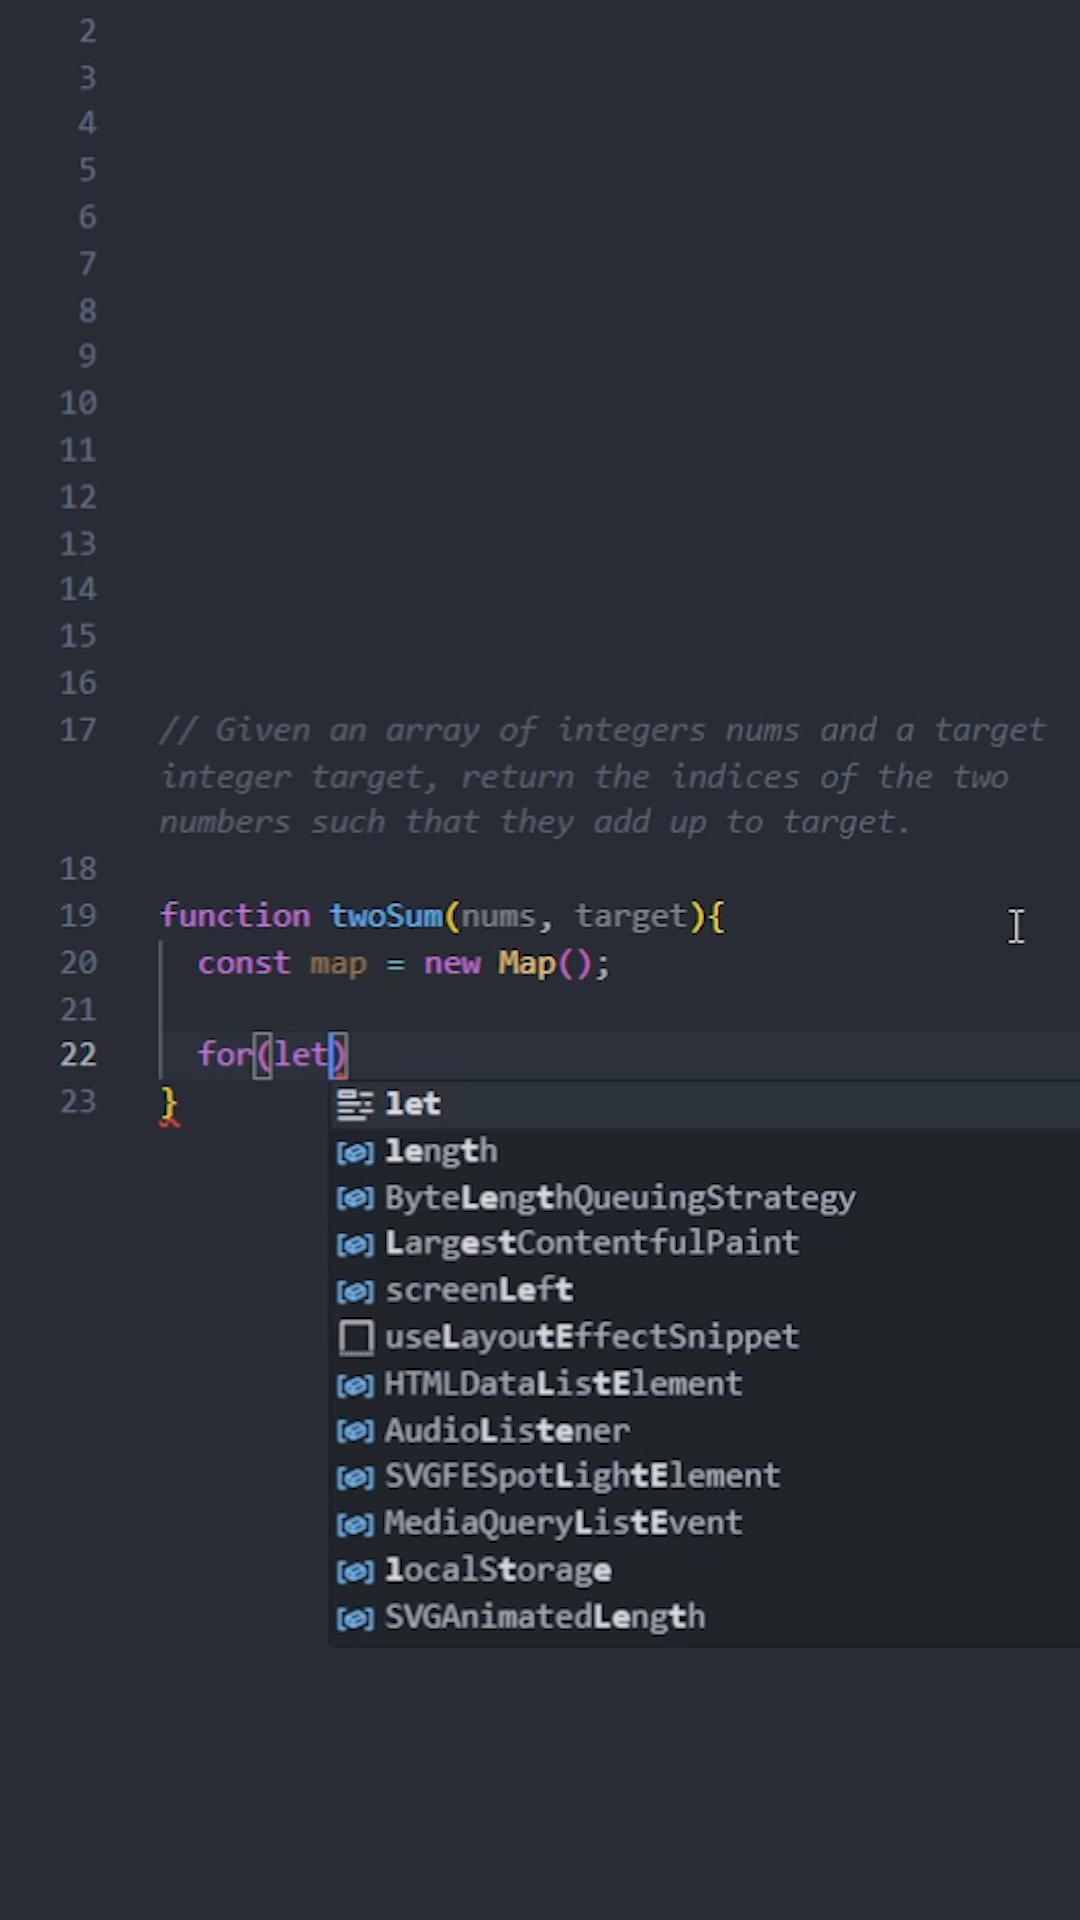 2
3
4
5
6
7
8
9
10
11
12
13
14
15
16
17 // Given an array of integers nums and a target
integer target, return the indices of the two
numbers such that they add up to target.
18
19 function twoSum(nums, target){
20 const map = new Map();
21
22 for(let)
23 }
let
length
ByteLengthQueuingStrategy
LargestContentfulPaint
screenLeft
useLayoutEffectSnippet
HTMLDataListElement
AudioListener
SVGFESpotLightElement
MediaQueryListEvent
localStorage
SVGAnimatedLength